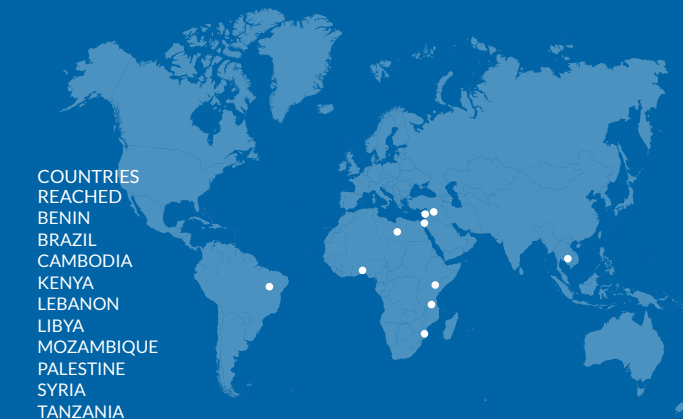 COUNTRIES
REACHED
BENIN
BRAZIL
CAMBODIA
KENYA
LEBANON
LIBYA
MOZAMBIQUE
PALESTINE
SYRIA
TANZANIA